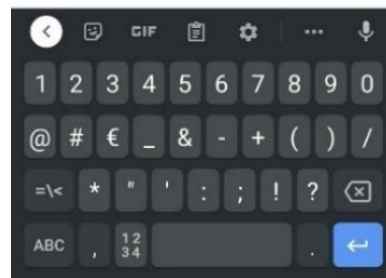 GIF
1 2 3 4 5 6 7 8 9 0
@ # € _ & - + ( ) /
=\< * " ' : ; ! ?
ABC , 12 34 .